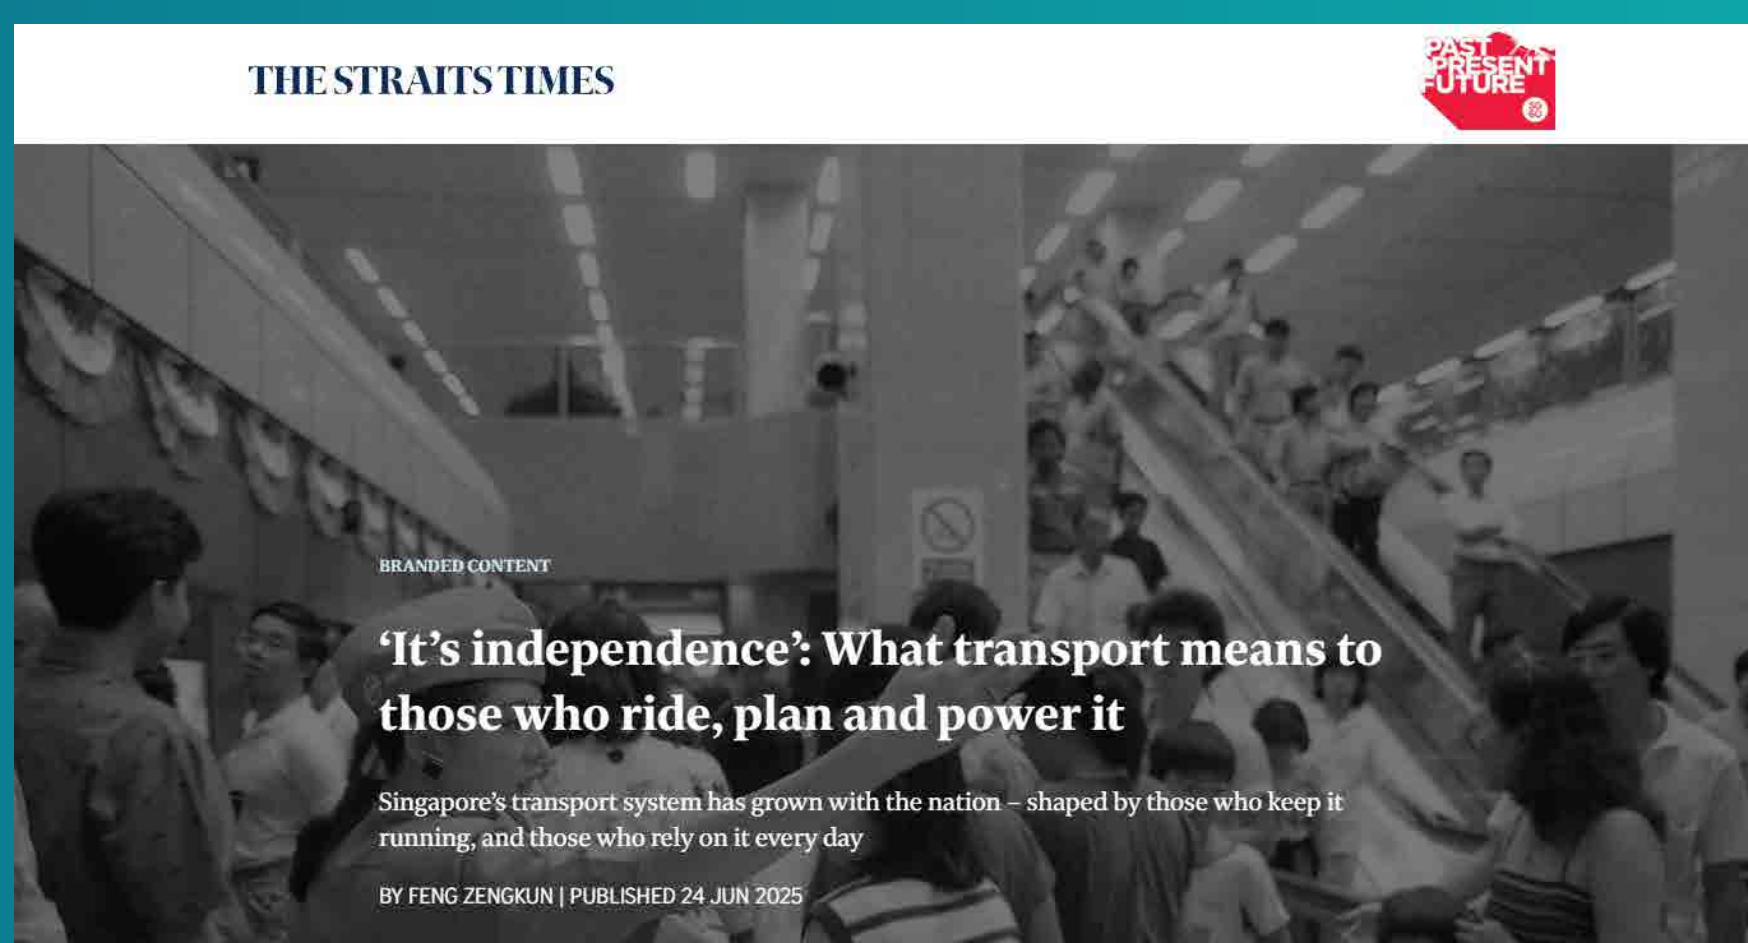 THE STRAITS TIMES
PAST
PRESENT
FUTURE
SG
60
BRANDED CONTENT
‘It’s independence’: What transport means to
those who ride, plan and power it
Singapore’s transport system has grown with the nation – shaped by those who keep it
running, and those who rely on it every day
BY FENG ZENGKUN | PUBLISHED 24 JUN 2025